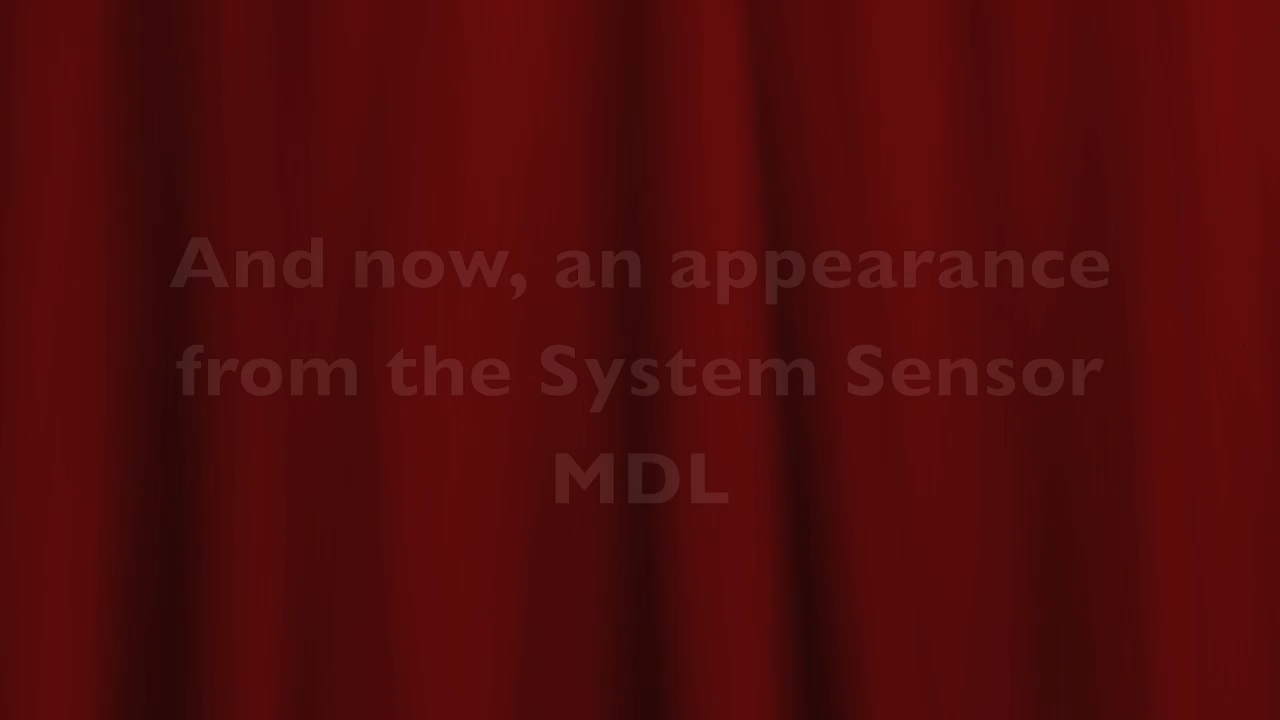 And now, an appearance
from the System Sensor
MDL